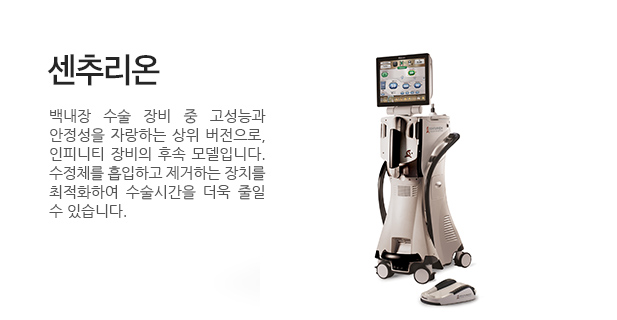 센추리온
백내장 수술 장비 중 고성능과
안정성을 자랑하는 상위 버전으로,
인피니티 장비의 후속 모델입니다.
수정체를 흡입하고 제거하는 장치를
최적화하여 수술시간을 더욱 줄일
수 있습니다.